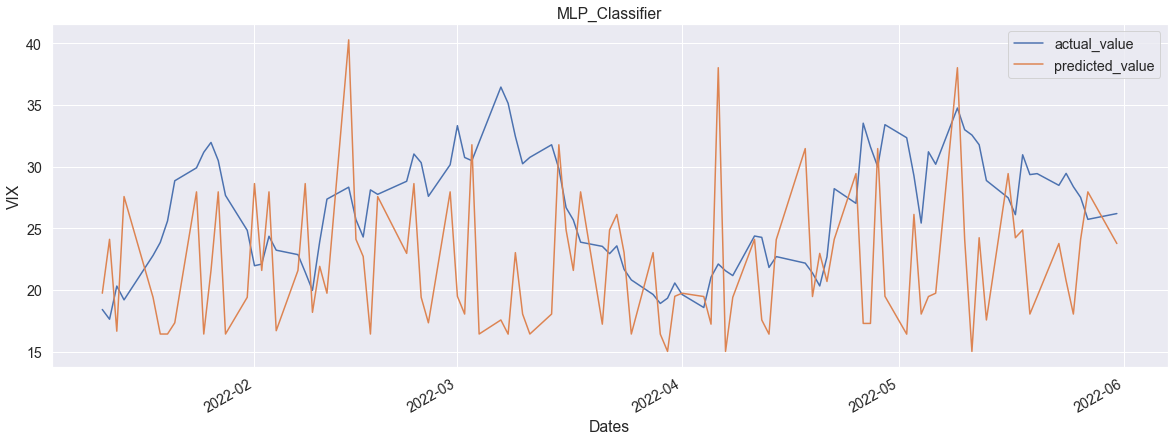 MLP_Classifier
actual_value
predicted_value
40
35
30
25
20
15
VIX
2022-02
2022-03
2022-04
2022-05
2022-06
Dates